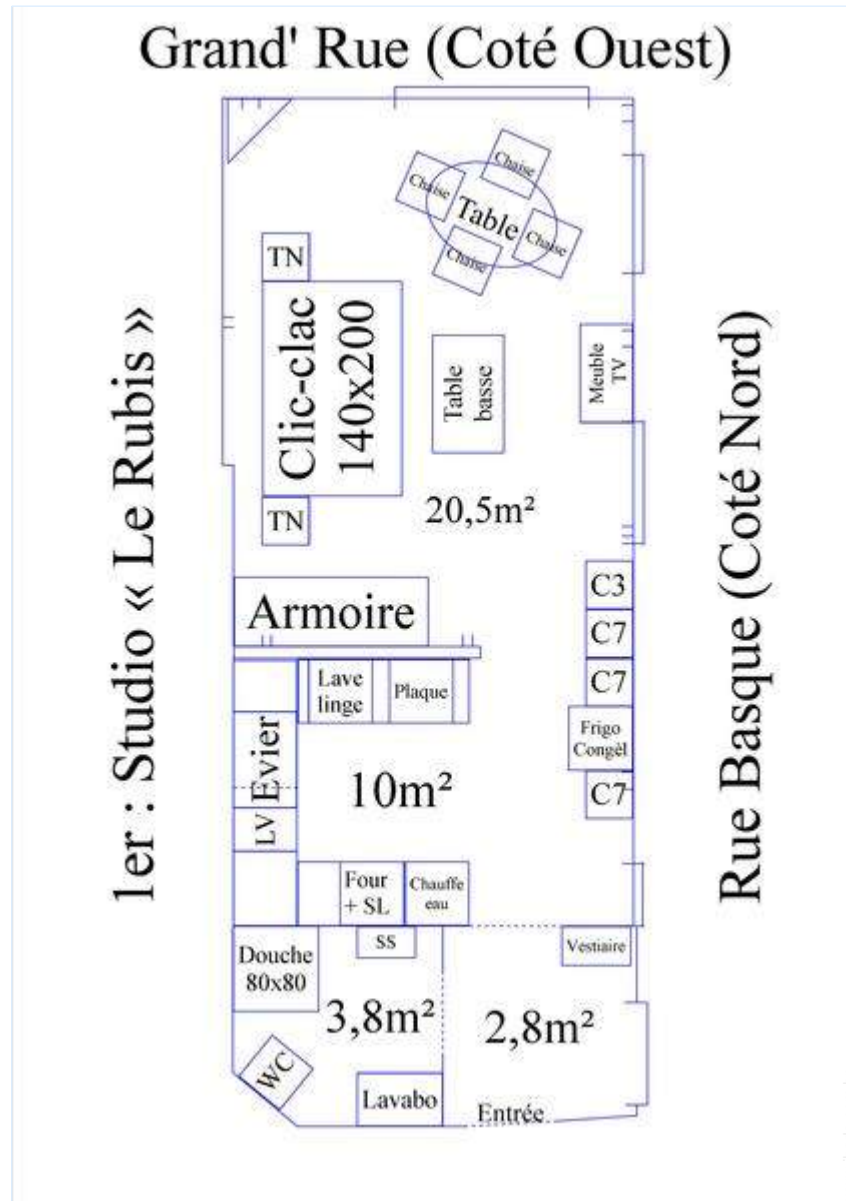 Grand' Rue (Coté Ouest)
Chaise
Chaise
Table
Chaise
Chaise
TN
Clic-clac
140x200
Table
basse
Meuble
TV
1er : Studio « Le Rubis »
Rue Basque (Coté Nord)
20,5m²
TN
C3
Armoire
C7
Lave
linge
Plaque
C7
Frigo
Congèl
Evier
10m²
C7
LV
Four
+ SL
Chauffe
eau
SS
Vestiaire
Douche
80x80
3,8m²
2,8m²
WC
Lavabo
Entrée